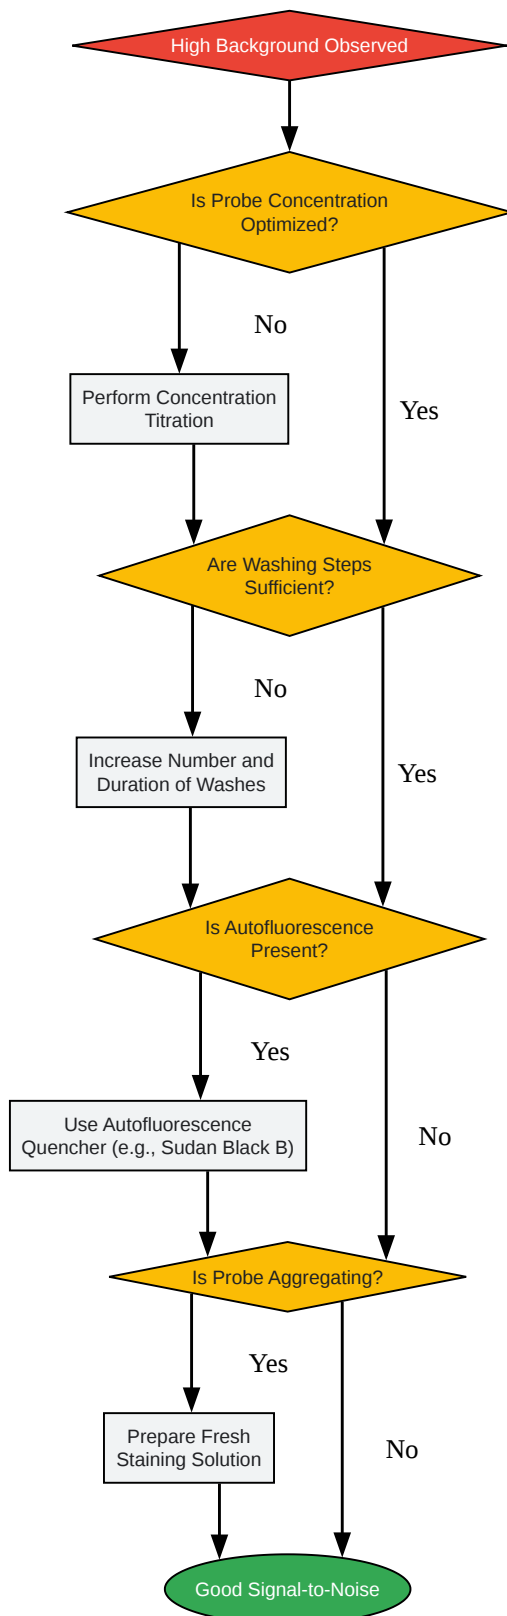 High Background Observed
Is Probe Concentration
Optimized?
No
Perform Concentration
Titration
Yes
Are Washing Steps
Sufficient?
No
Increase Number and
Duration of Washes
Yes
Is Autofluorescence
Present?
Yes
Use Autofluorescence
Quencher (e.g., Sudan Black B)
No
Is Probe Aggregating?
Yes
Prepare Fresh
Staining Solution
No
Good Signal-to-Noise